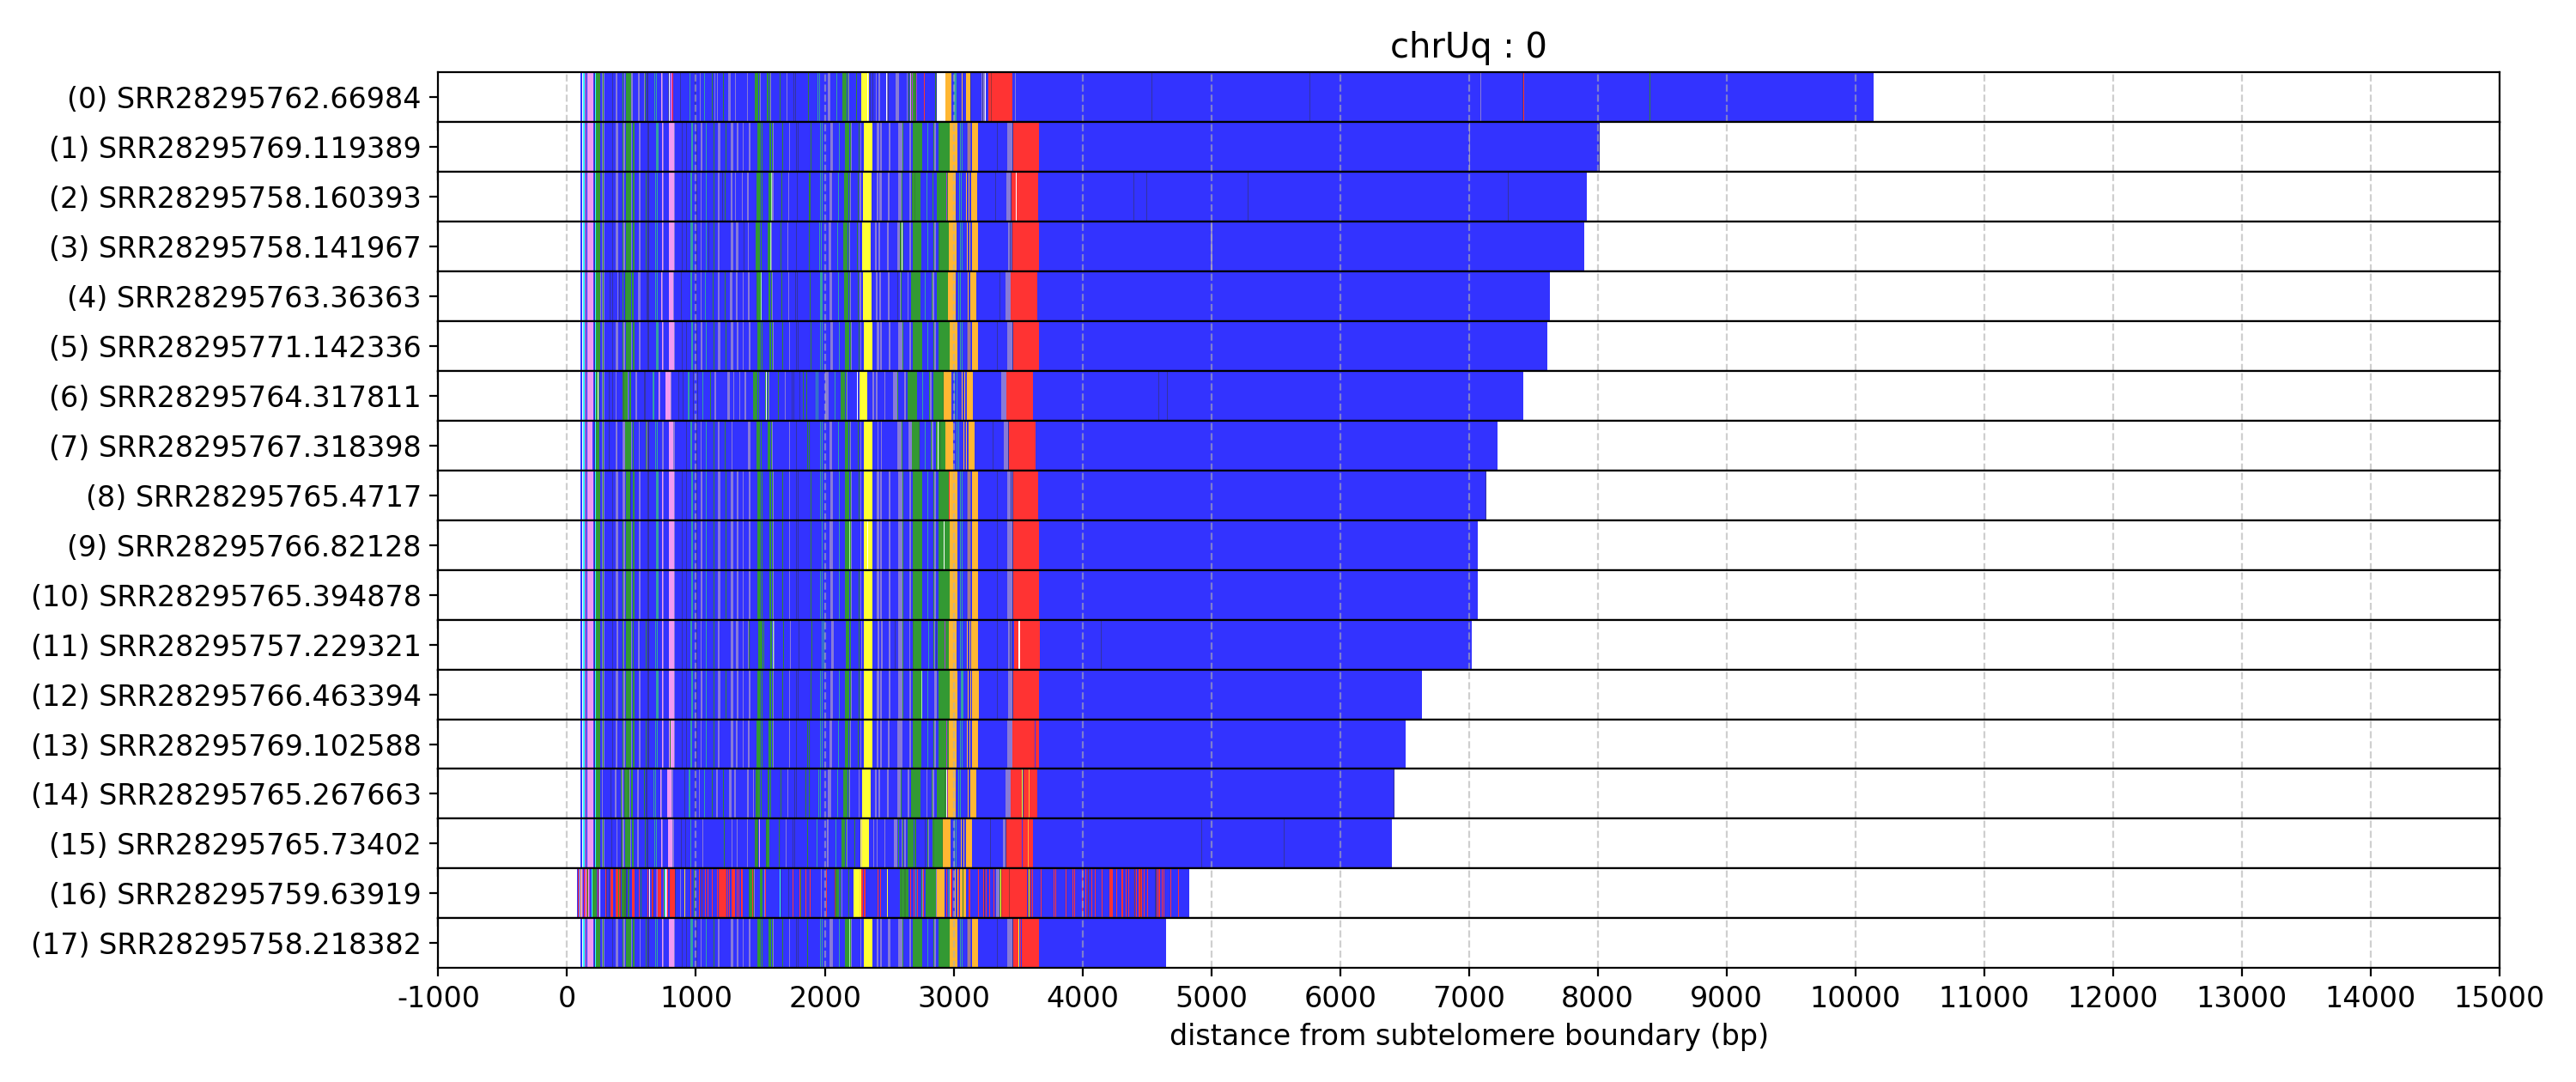 chrUq : 0
(0) SRR28295762.66984
(1) SRR28295769.119389
(2) SRR28295758.160393
(3) SRR28295758.141967
(4) SRR28295763.36363
(5) SRR28295771.142336
(6) SRR28295764.317811
(7) SRR28295767.318398
(8) SRR28295765.4717
(9) SRR28295766.82128
(10) SRR28295765.394878
(11) SRR28295757.229321
(12) SRR28295766.463394
(13) SRR28295769.102588
(14) SRR28295765.267663
(15) SRR28295765.73402
(16) SRR28295759.63919
(17) SRR28295758.218382
-1000 0 1000 2000 3000 4000 5000 6000 7000 8000 9000 10000 11000 12000 13000 14000 15000
distance from subtelomere boundary (bp)